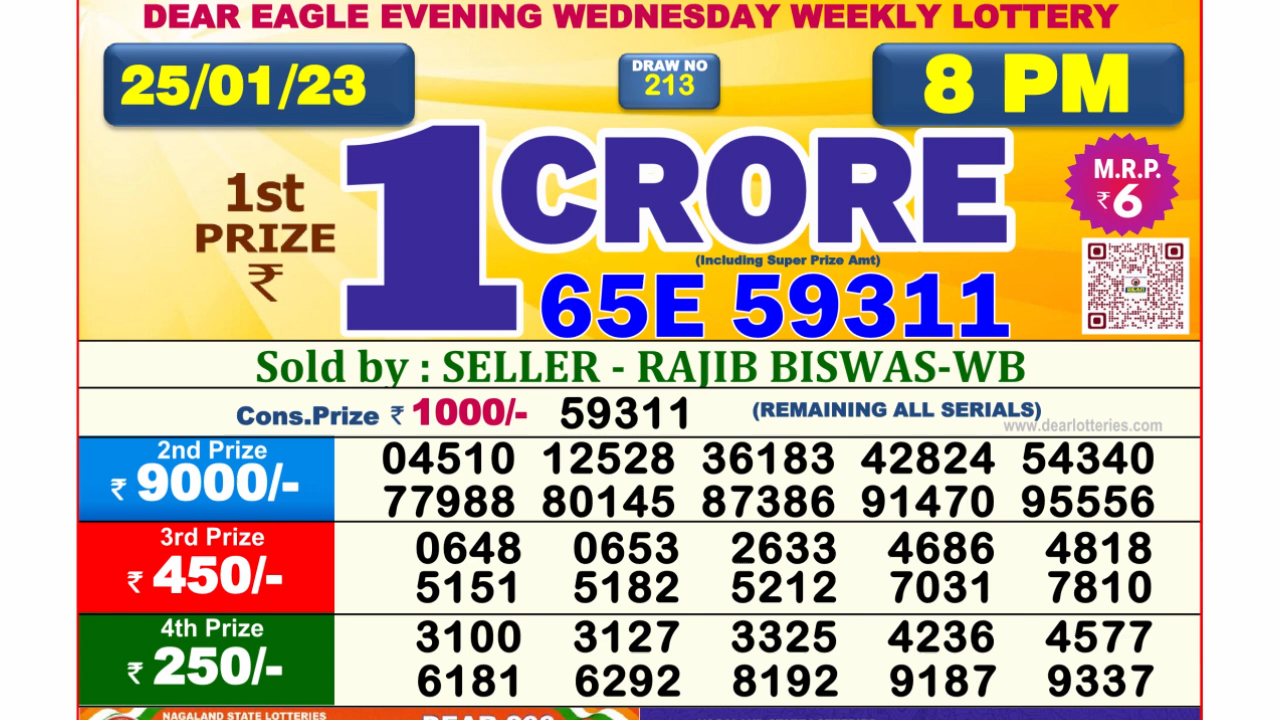 DEAR EAGLE EVENING WEDNESDAY WEEKLY LOTTERY
25/01/23
DRAW NO
213
8 PM
1st
PRIZE
₹
1 CRORE
(Including Super Prize Amt)
65E 59311
M.R.P.
₹6
Sold by : SELLER - RAJIB BISWAS-WB
Cons.Prize ₹ 1000/- 59311 (REMAINING ALL SERIALS)
www.dearlotteries.com
2nd Prize
₹ 9000/-
04510 12528 36183 42824 54340
77988 80145 87386 91470 95556
3rd Prize
₹ 450/-
0648 0653 2633 4686 4818
5151 5182 5212 7031 7810
4th Prize
₹ 250/-
3100 3127 3325 4236 4577
6181 6292 8192 9187 9337
NAGALAND STATE LOTTERIES